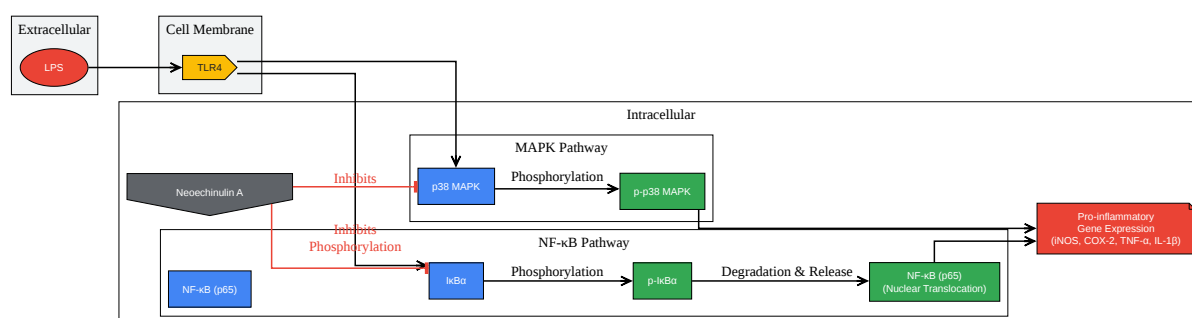 Extracellular
Cell Membrane
LPS
TLR4
Intracellular
MAPK Pathway
Neoechinulin A
Inhibits
p38 MAPK
Phosphorylation
p-p38 MAPK
Pro-inflammatory
Gene Expression
(iNOS, COX-2, TNF-α, IL-1β)
Inhibits
Phosphorylation
NF-κB Pathway
NF-κB (p65)
IκBα
Phosphorylation
p-IκBα
Degradation & Release
NF-κB (p65)
(Nuclear Translocation)